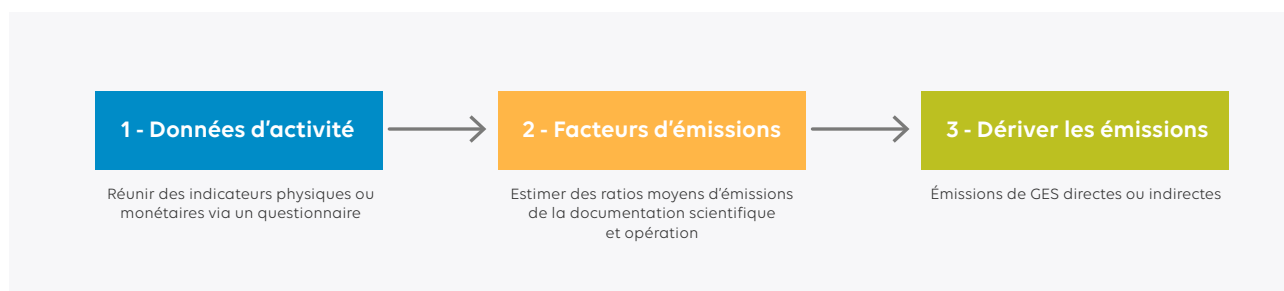 1 - Données d'activité
Réunir des indicateurs physiques ou
monétaires via un questionnaire
2 - Facteurs d'émissions
Estimer des ratios moyens d'émissions
de la documentation scientifique
et opération
3 - Dériver les émissions
Émissions de GES directes ou indirectes